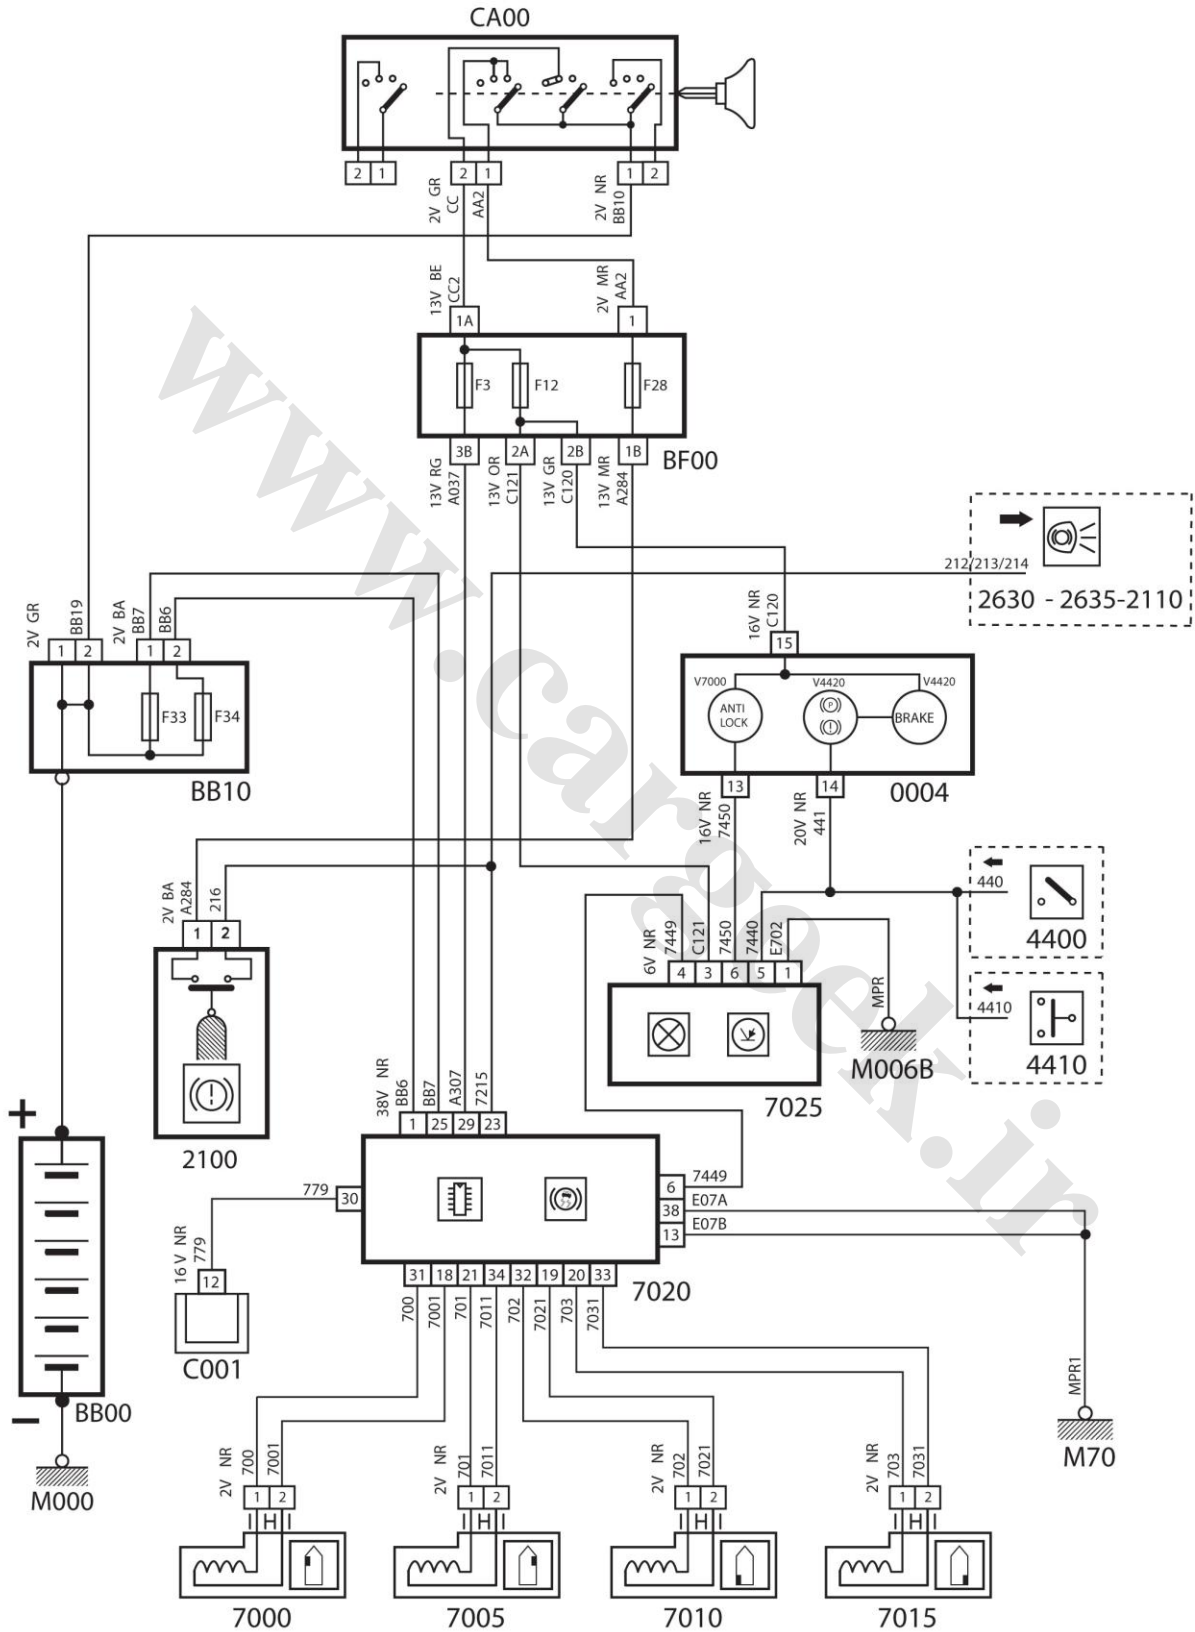 CA00
2 1
2 1
1 2
2V GR
CC
AA2
2V NR
BB10
13V BE
CC2
2V MR
AA2
1A
1
F3
F12
F28
3B
2A
2B
1B
BF00
13V RG
A037
13V OR
C121
13V GR
C120
13V MR
A284
212/213/214
2630 - 2635-2110
2V GR
BB19
2V BA
BB7
BB6
1 2
1 2
F33
F34
BB10
16V NR
C120
15
V7000
V4420
V4420
ANTI
LOCK
P
!
BRAKE
13
14
0004
16V NR
7450
20V NR
441
2V BA
A284
216
1 2
!
2100
440
4400
4410
4410
6V NR
7449
C121
7450
7440
E702
4 3 6 5 1
7025
MPR
M006B
38V NR
BB6
BB7
A307
7215
1 25 29 23
779
30
6
7449
38
E07A
13
E07B
31 18 21 34 32 19 20 33
7020
700
7001
701
7011
702
7021
703
7031
16 V NR
779
12
C001
+
−
BB00
M000
MPR1
M70
2V NR
700
7001
1 2
7000
2V NR
701
7011
1 2
7005
2V NR
702
7021
1 2
7010
2V NR
703
7031
1 2
7015
www.cargeek.ir